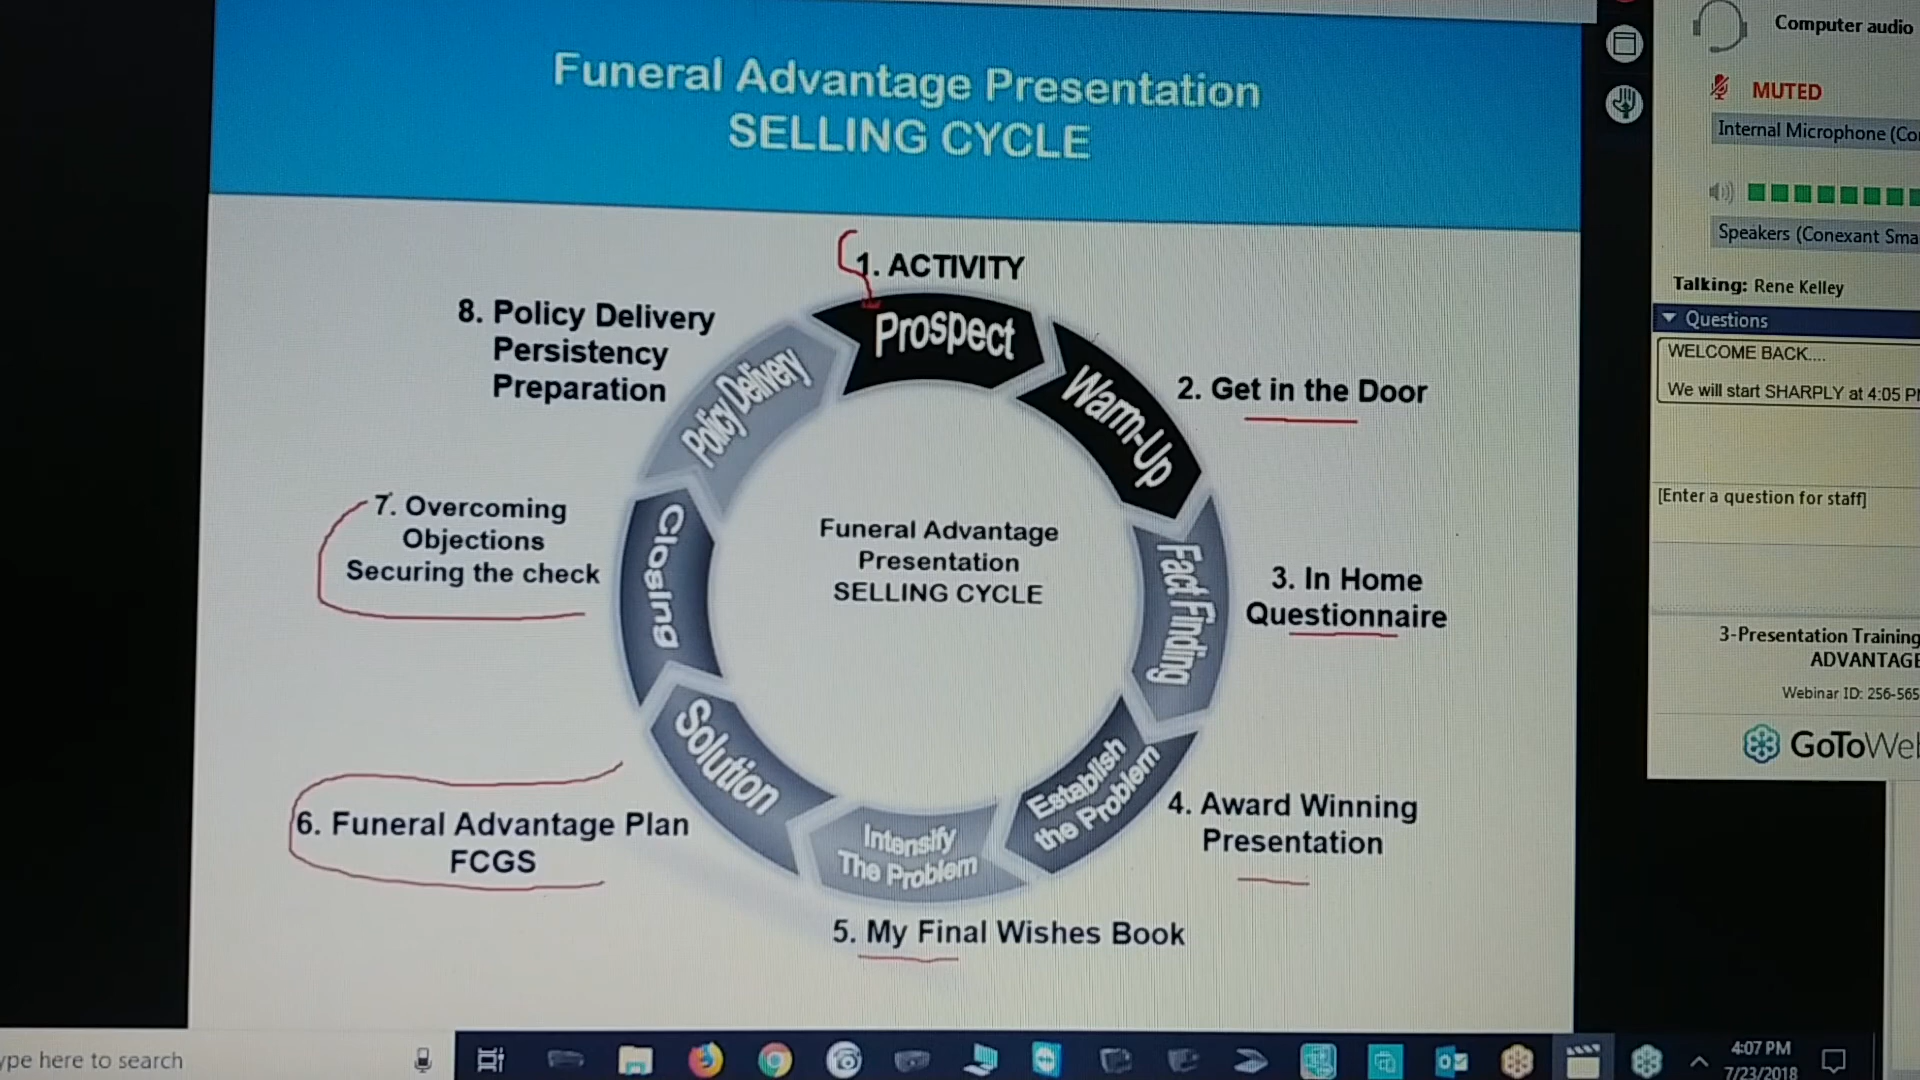 Funeral Advantage Presentation
SELLING CYCLE
1. ACTIVITY
Prospect
Warm-Up
2. Get in the Door
Fact Finding
3. In Home
Questionnaire
Establish
the Problem
4. Award Winning
Presentation
Intensify
The Problem
5. My Final Wishes Book
Solution
6. Funeral Advantage Plan
FCGS
Closing
7. Overcoming
Objections
Securing the check
Policy Delivery
8. Policy Delivery
Persistency
Preparation
Funeral Advantage
Presentation
SELLING CYCLE
Computer audio
MUTED
Internal Microphone (Co
Speakers (Conexant Sma
Talking: Rene Kelley
Questions
WELCOME BACK....
We will start SHARPLY at 4:05 P
[Enter a question for staff]
3-Presentation Training
ADVANTAGE
Webinar ID: 256-565
GoToWeb
ype here to search
4:07 PM
7/23/2018